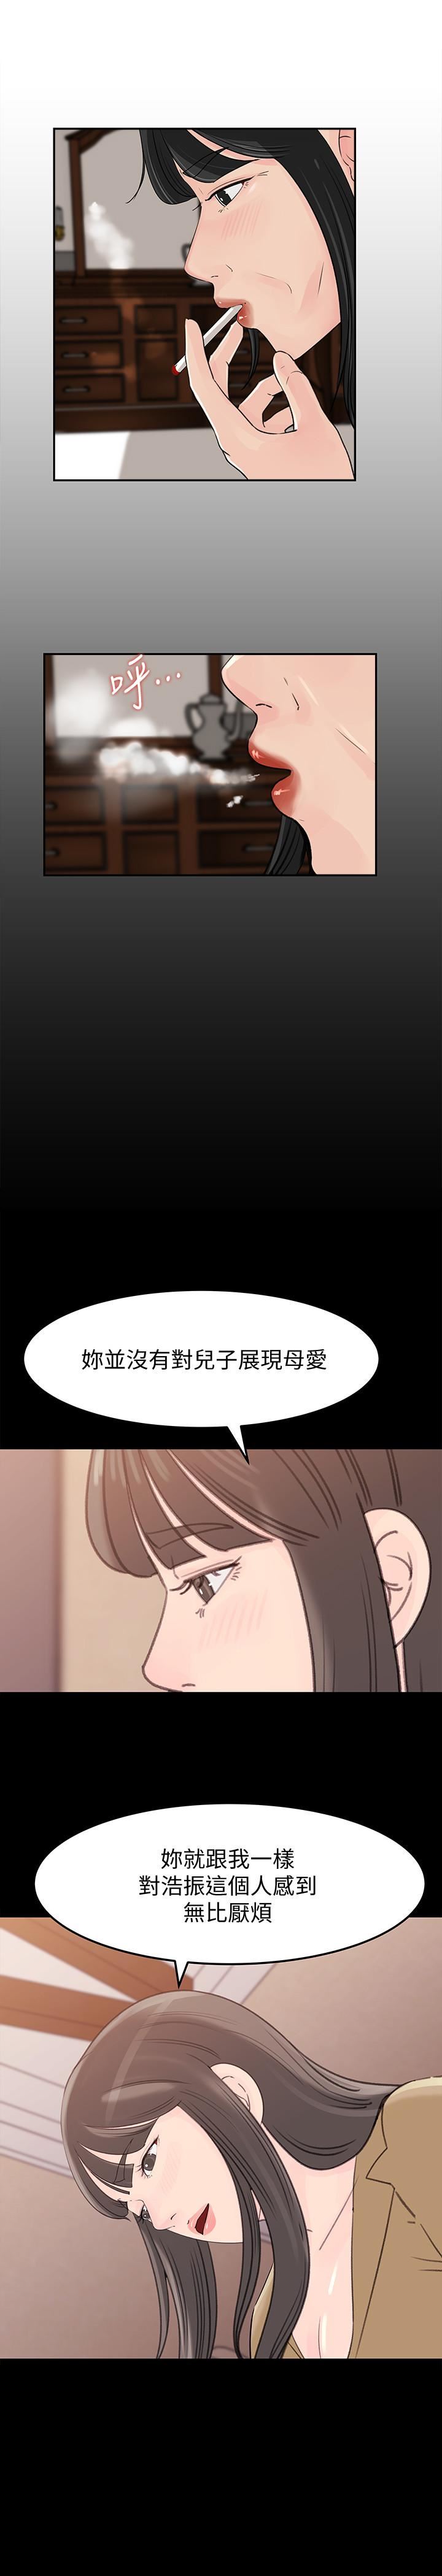 呼…
妳並沒有對兒子展現母愛
妳就跟我一樣
對浩振這個人感到
無比厭煩